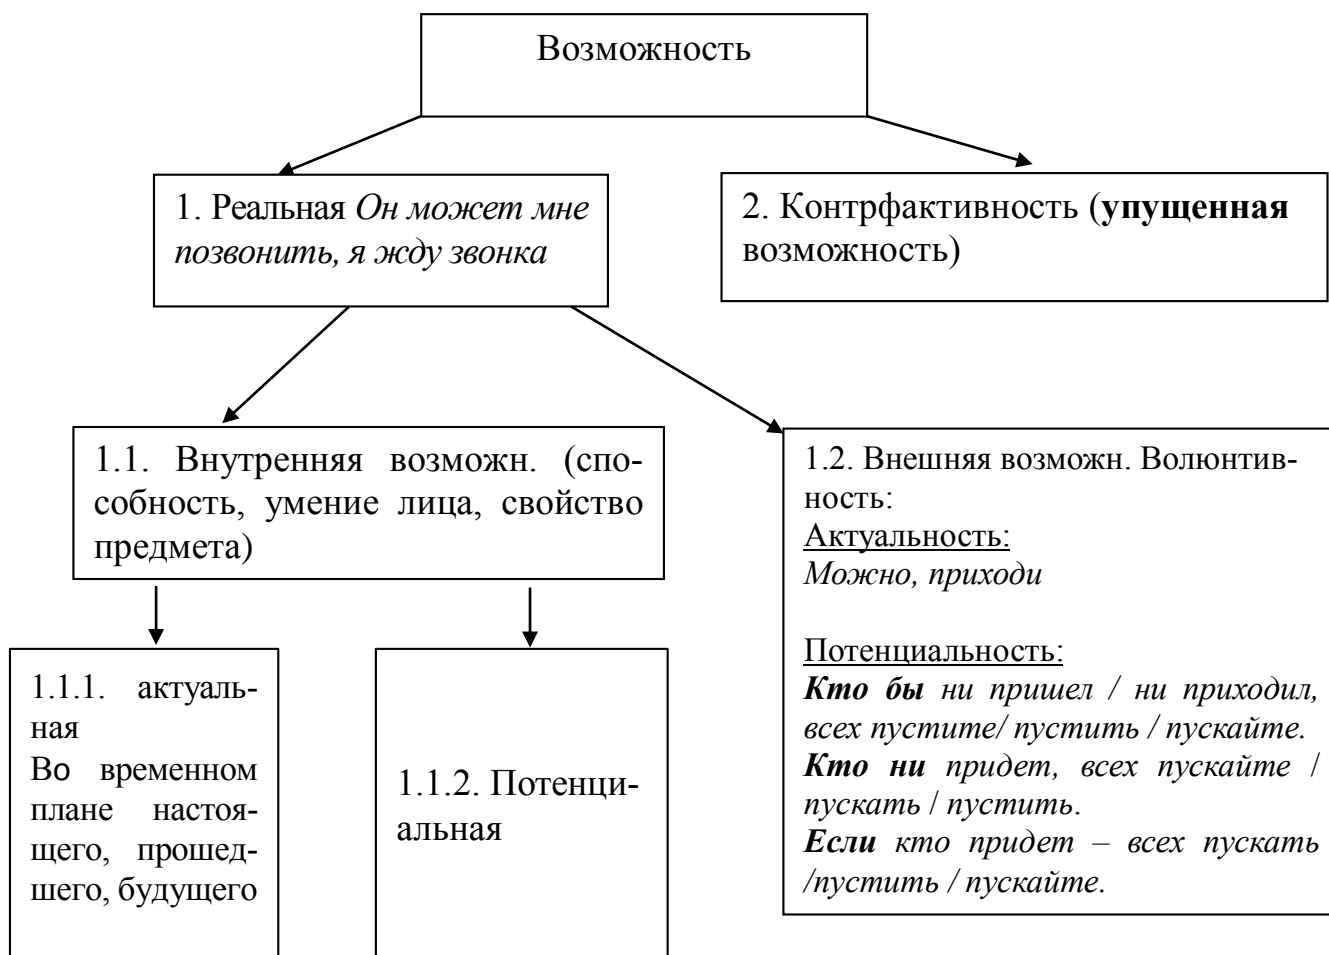 Возможность
1. Реальная Он может мне
позвонить, я жду звонка
2. Контрфактивность (упущенная
возможность)
1.1. Внутренняя возможн. (спо-
собность, умение лица, свойство
предмета)
1.2. Внешняя возможн. Волюнтив-
ность:
Актуальность:
Можно, приходи
Потенциальность:
Кто бы ни пришел / ни приходил,
всех пустите/ пустить / пускайте.
Кто ни придет, всех пускайте |
пускать | пустить.
Если кто придет – всех пускать
/пустить / пускайте.
1.1.1. актуаль-
ная
Во временном
плане настоя-
щего, прошед-
шего, будущего
1.1.2. Потенци-
альная